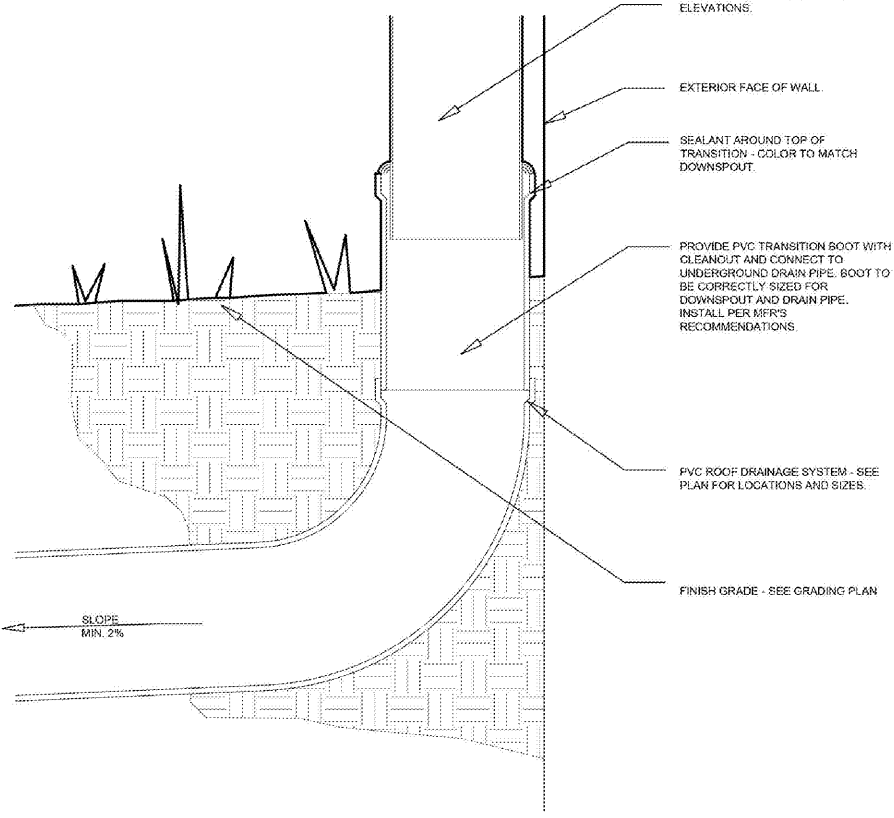 ELEVATIONS.
EXTERIOR FACE OF WALL.
SEALANT AROUND TOP OF
TRANSITION - COLOR TO MATCH
DOWNSPOUT.
PROVIDE PVC TRANSITION BOOT WITH
CLEANOUT AND CONNECT TO
UNDERGROUND DRAIN PIPE. BOOT TO
BE CORRECTLY SIZED FOR
DOWNSPOUT AND DRAIN PIPE.
INSTALL PER MFR'S
RECOMMENDATIONS.
PVC ROOF DRAINAGE SYSTEM - SEE
PLAN FOR LOCATIONS AND SIZES.
FINISH GRADE - SEE GRADING PLAN
SLOPE
MIN. 2%